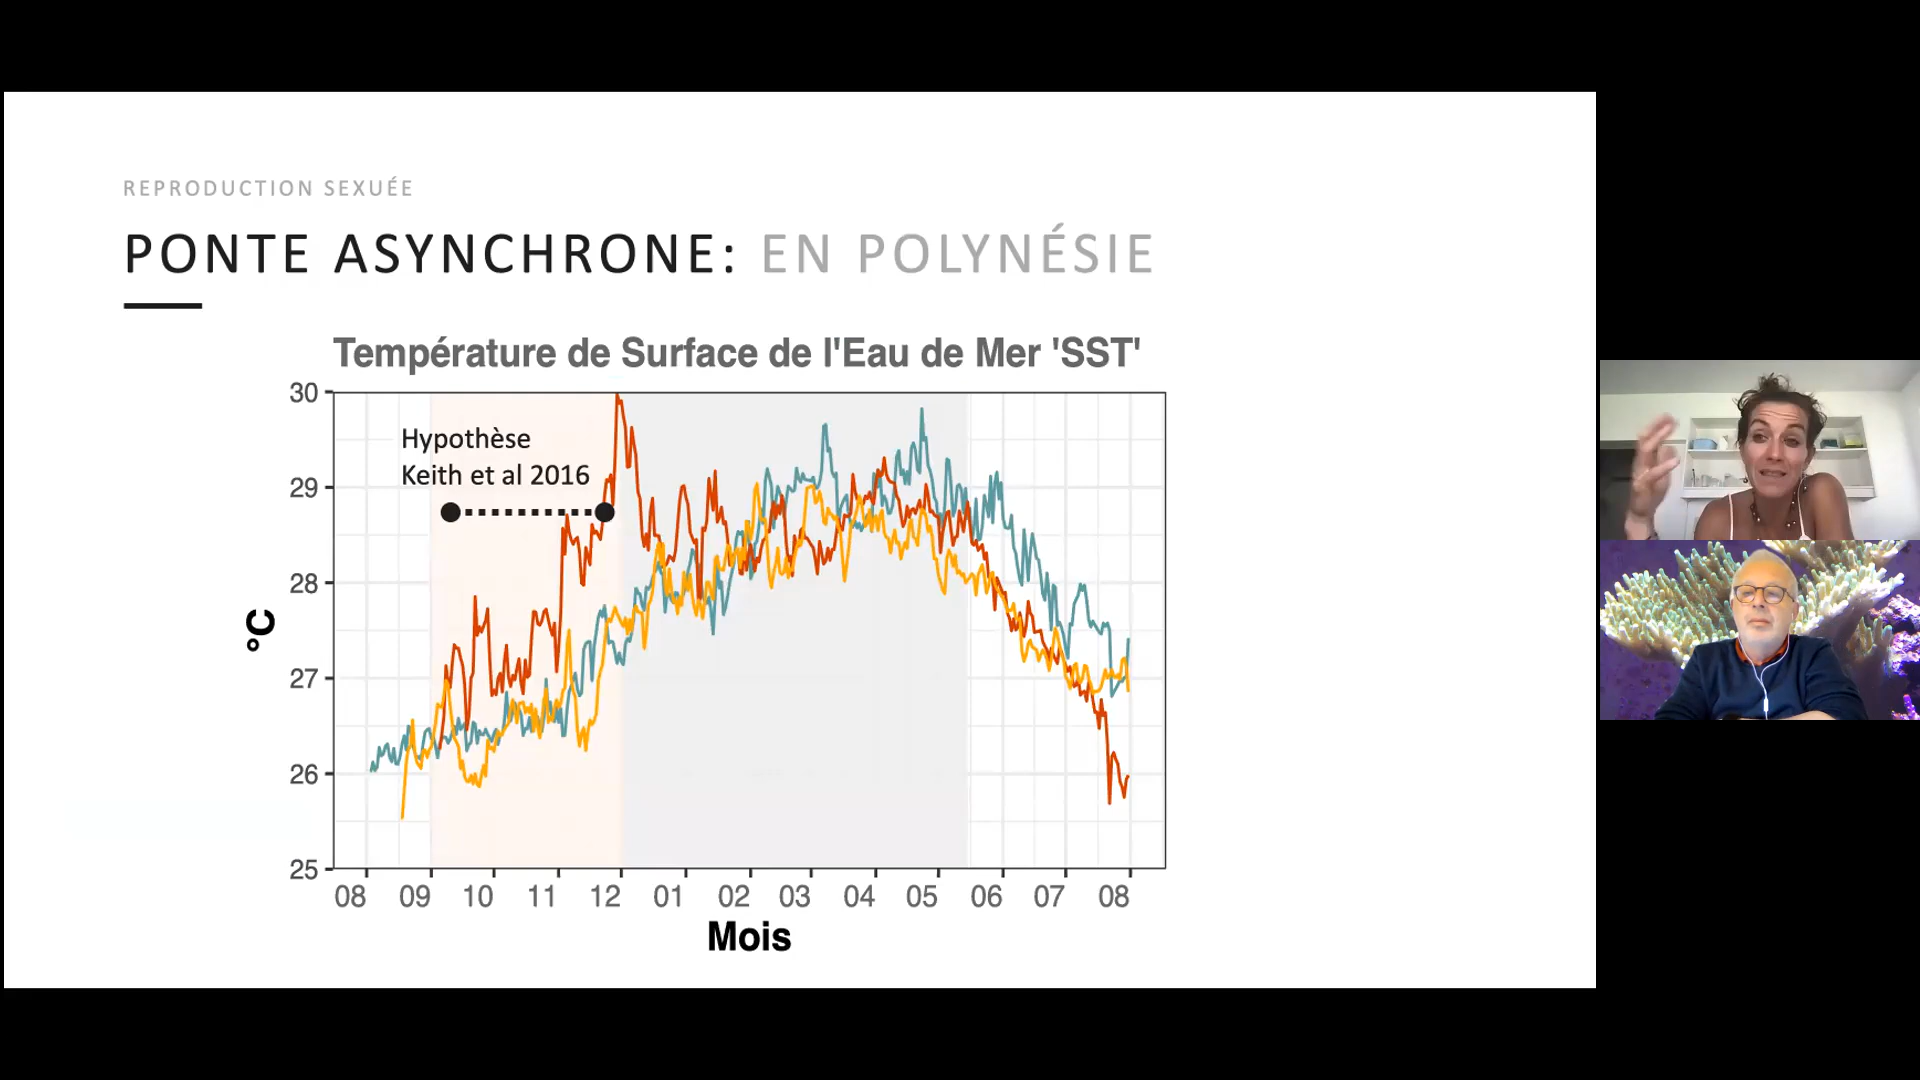 REPRODUCTION SEXUÉE
PONTE ASYNCHRONE: EN POLYNÉSIE
Température de Surface de l'Eau de Mer 'SST'
30
29
28
27
26
25
°C
Hypothèse
Keith et al 2016
08 09 10 11 12 01 02 03 04 05 06 07 08
Mois